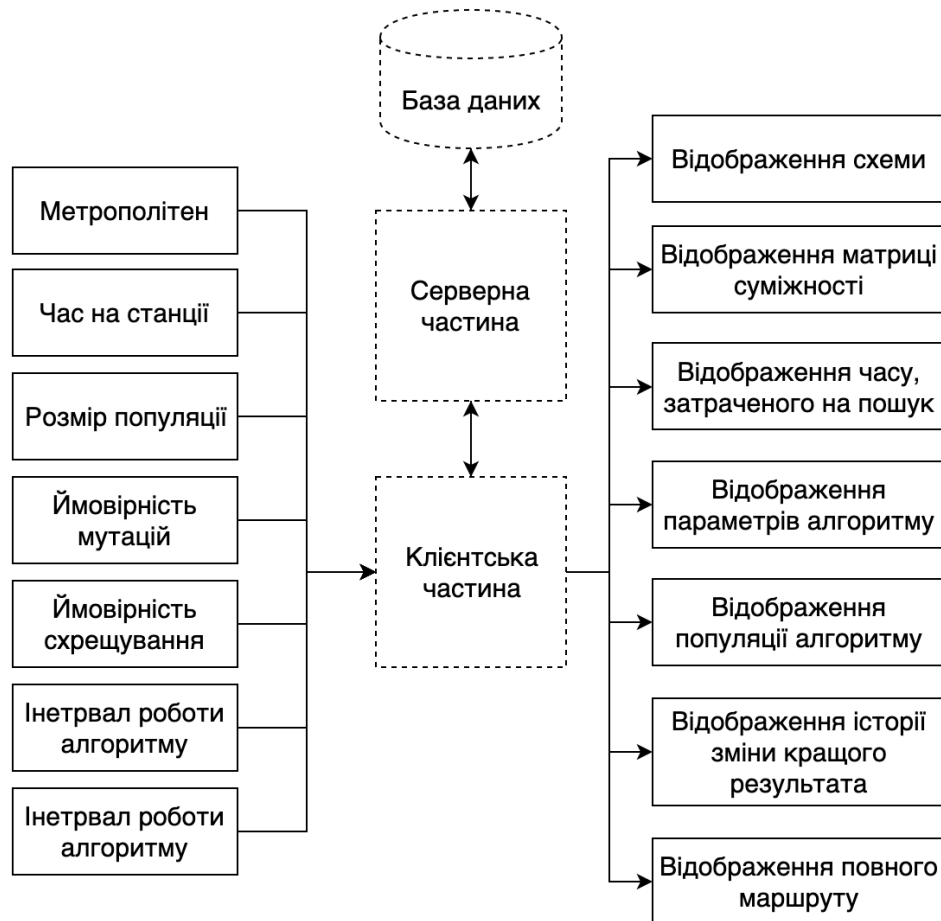 База даних
Метрополітен
Час на станції
Розмір популяції
Ймовірність
мутацій
Ймовірність
схрещування
Інетрвал роботи
алгоритму
Інетрвал роботи
алгоритму
Серверна
частина
Клієнтська
частина
Відображення схеми
Відображення матриці
суміжності
Відображення часу,
затраченого на пошук
Відображення
параметрів алгоритму
Відображення
популяції алгоритму
Відображення історії
зміни кращого
результата
Відображення повного
маршруту